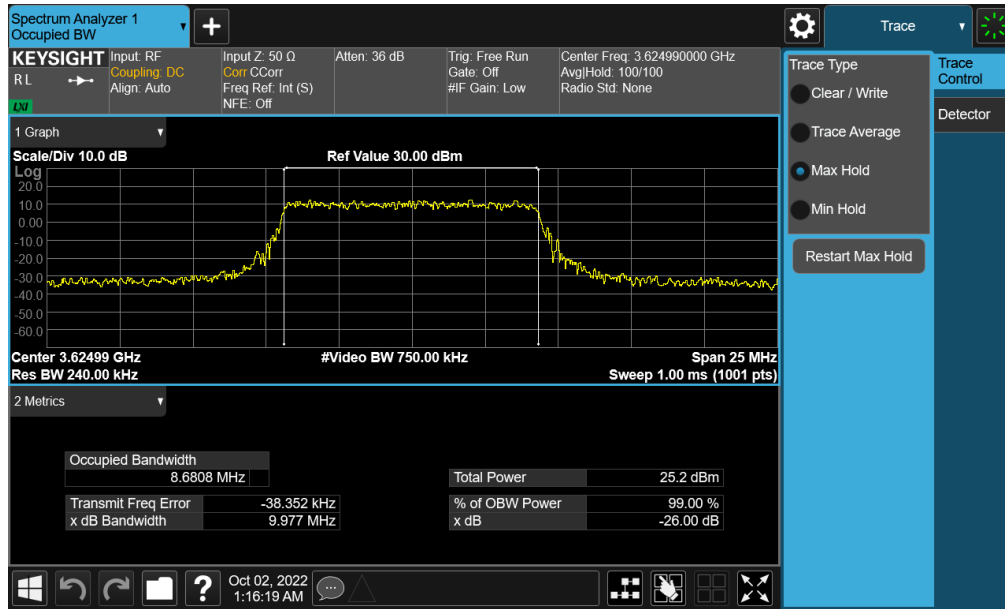 Spectrum Analyzer 1
Occupied BW
+
Trace
KEYSIGHT
R L
LXI
Input: RF
Coupling: DC
Align: Auto
Input Z: 50 Ω
Corr CCorr
Freq Ref: Int (S)
NFE: Off
Atten: 36 dB
Trig: Free Run
Gate: Off
#IF Gain: Low
Center Freq: 3.624990000 GHz
Avg|Hold: 100/100
Radio Std: None
Trace Type
Clear / Write
Trace Average
Max Hold
Min Hold
Restart Max Hold
Trace
Control
Detector
1 Graph
Scale/Div 10.0 dB
Ref Value 30.00 dBm
Log
20.0
10.0
0.00
-10.0
-20.0
-30.0
-40.0
-50.0
-60.0
Center 3.62499 GHz
#Video BW 750.00 kHz
Span 25 MHz
Res BW 240.00 kHz
Sweep 1.00 ms (1001 pts)
2 Metrics
Occupied Bandwidth
8.6808 MHz
Total Power 25.2 dBm
Transmit Freq Error -38.352 kHz
% of OBW Power 99.00 %
x dB Bandwidth 9.977 MHz
x dB -26.00 dB
?
Oct 02, 2022
1:16:19 AM